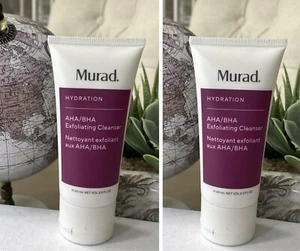 Murad.
HYDRATION
AHA/BHA
Exfoliating Cleanser
Nettoyant exfoliant
aux AHA/BHA
Murad.
HYDRATION
AHA/BHA
Exfoliating Cleanser
Nettoyant exfoliant
aux AHA/BHA